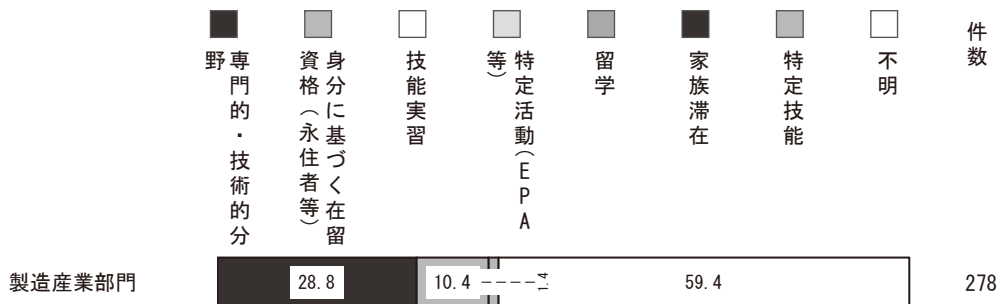 専門的・技術的分
野
身分に基づく在留
資格（永住者等）
技能実習
特定活動（EPA
等）
留学
家族滞在
特定技能
不明
件数
製造産業部門
28.8
10.4
1.4
59.4
278